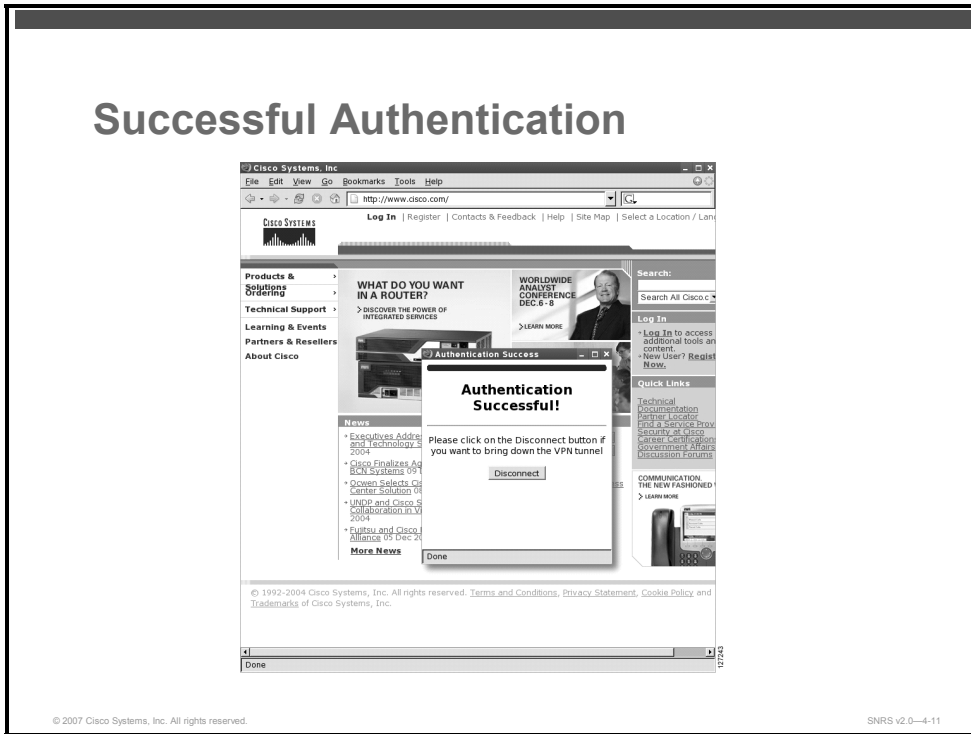 Successful Authentication
Cisco Systems, Inc
File Edit View Go Bookmarks Tools Help
http://www.cisco.com/
G
CISCO SYSTEMS
Log In | Register | Contacts & Feedback | Help | Site Map | Select a Location /
Products & Solutions
Ordering
Technical Support
Learning & Events
Partners & Resellers
About Cisco
WHAT DO YOU WANT
IN A ROUTER?
DISCOVER THE POWER OF
INTEGRATED SERVICES
WORLDWIDE
ANALYST
CONFERENCE
DEC.6 - 8
LEARN MORE
Search:
Search All Cisco.c
Log In
Log In to access
additional tools
content.
New User?
Now.
Quick Links
Technical
Documentation
Partner Locator
Find a Service
Security at Cisco
Career Certifications
Government Affairs
Discussion Forums
COMMUNICATION.
THE NEW FASHIONED
LEARN MORE
News
Executives
and Technology
2004
Cisco Finalizes
BCN Systems 09
Ocwen Selects
Center Solution
UNDP and Cisco
Collaboration in
2004
Fujitsu and Cisco
Alliance 05 Dec
More News
Authentication Success
Authentication
Successful!
Please click on the Disconnect button if
you want to bring down the VPN tunnel
Disconnect
Done
© 1992-2004 Cisco Systems, Inc. All rights reserved. Terms and Conditions, Privacy Statement, Cookie Policy and
Trademarks of Cisco Systems, Inc.
Done
127243
© 2007 Cisco Systems, Inc. All rights reserved.
SNRS v2.0—4-11